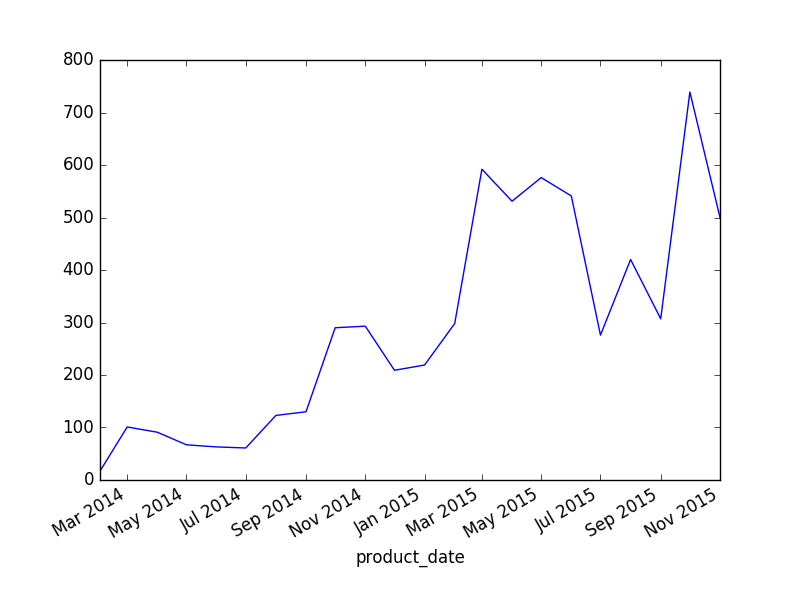 800
700
600
500
400
300
200
100
0
Mar 2014
May 2014
Jul 2014
Sep 2014
Nov 2014
Jan 2015
Mar 2015
May 2015
Jul 2015
Sep 2015
Nov 2015
product_date